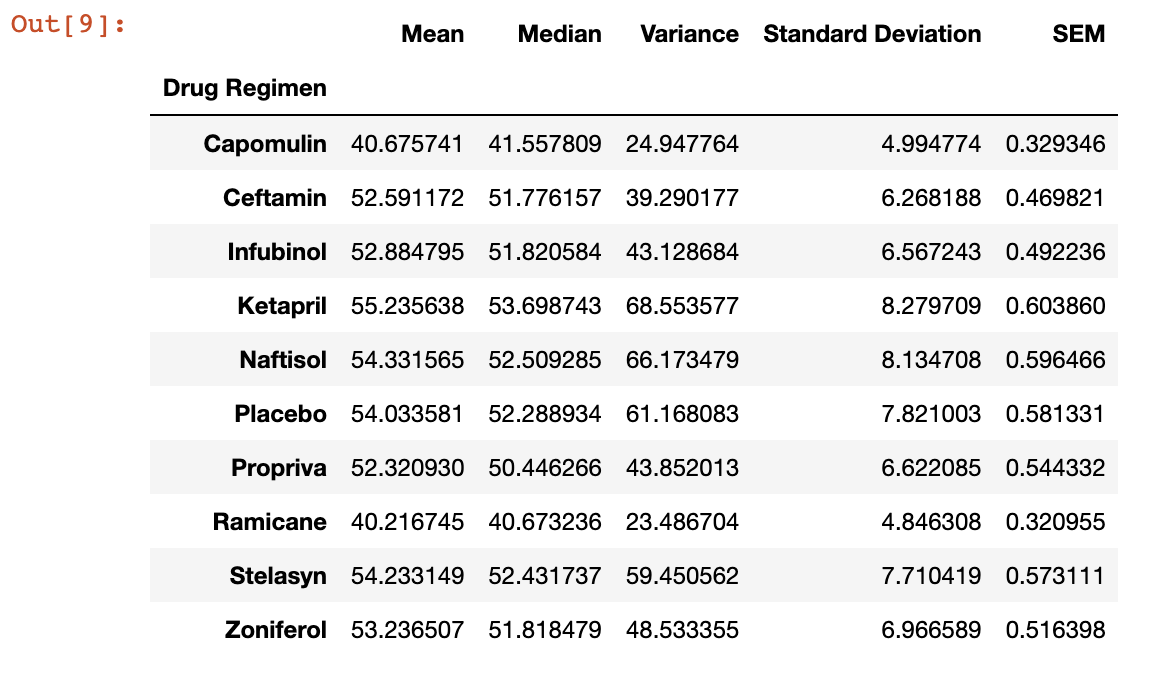 Out[9]:
Mean Median Variance Standard Deviation SEM
Drug Regimen
Capomulin 40.675741 41.557809 24.947764 4.994774 0.329346
Ceftamin 52.591172 51.776157 39.290177 6.268188 0.469821
Infubinol 52.884795 51.820584 43.128684 6.567243 0.492236
Ketapril 55.235638 53.698743 68.553577 8.279709 0.603860
Naftisol 54.331565 52.509285 66.173479 8.134708 0.596466
Placebo 54.033581 52.288934 61.168083 7.821003 0.581331
Propriva 52.320930 50.446266 43.852013 6.622085 0.544332
Ramicane 40.216745 40.673236 23.486704 4.846308 0.320955
Stelasyn 54.233149 52.431737 59.450562 7.710419 0.573111
Zoniferol 53.236507 51.818479 48.533355 6.966589 0.516398